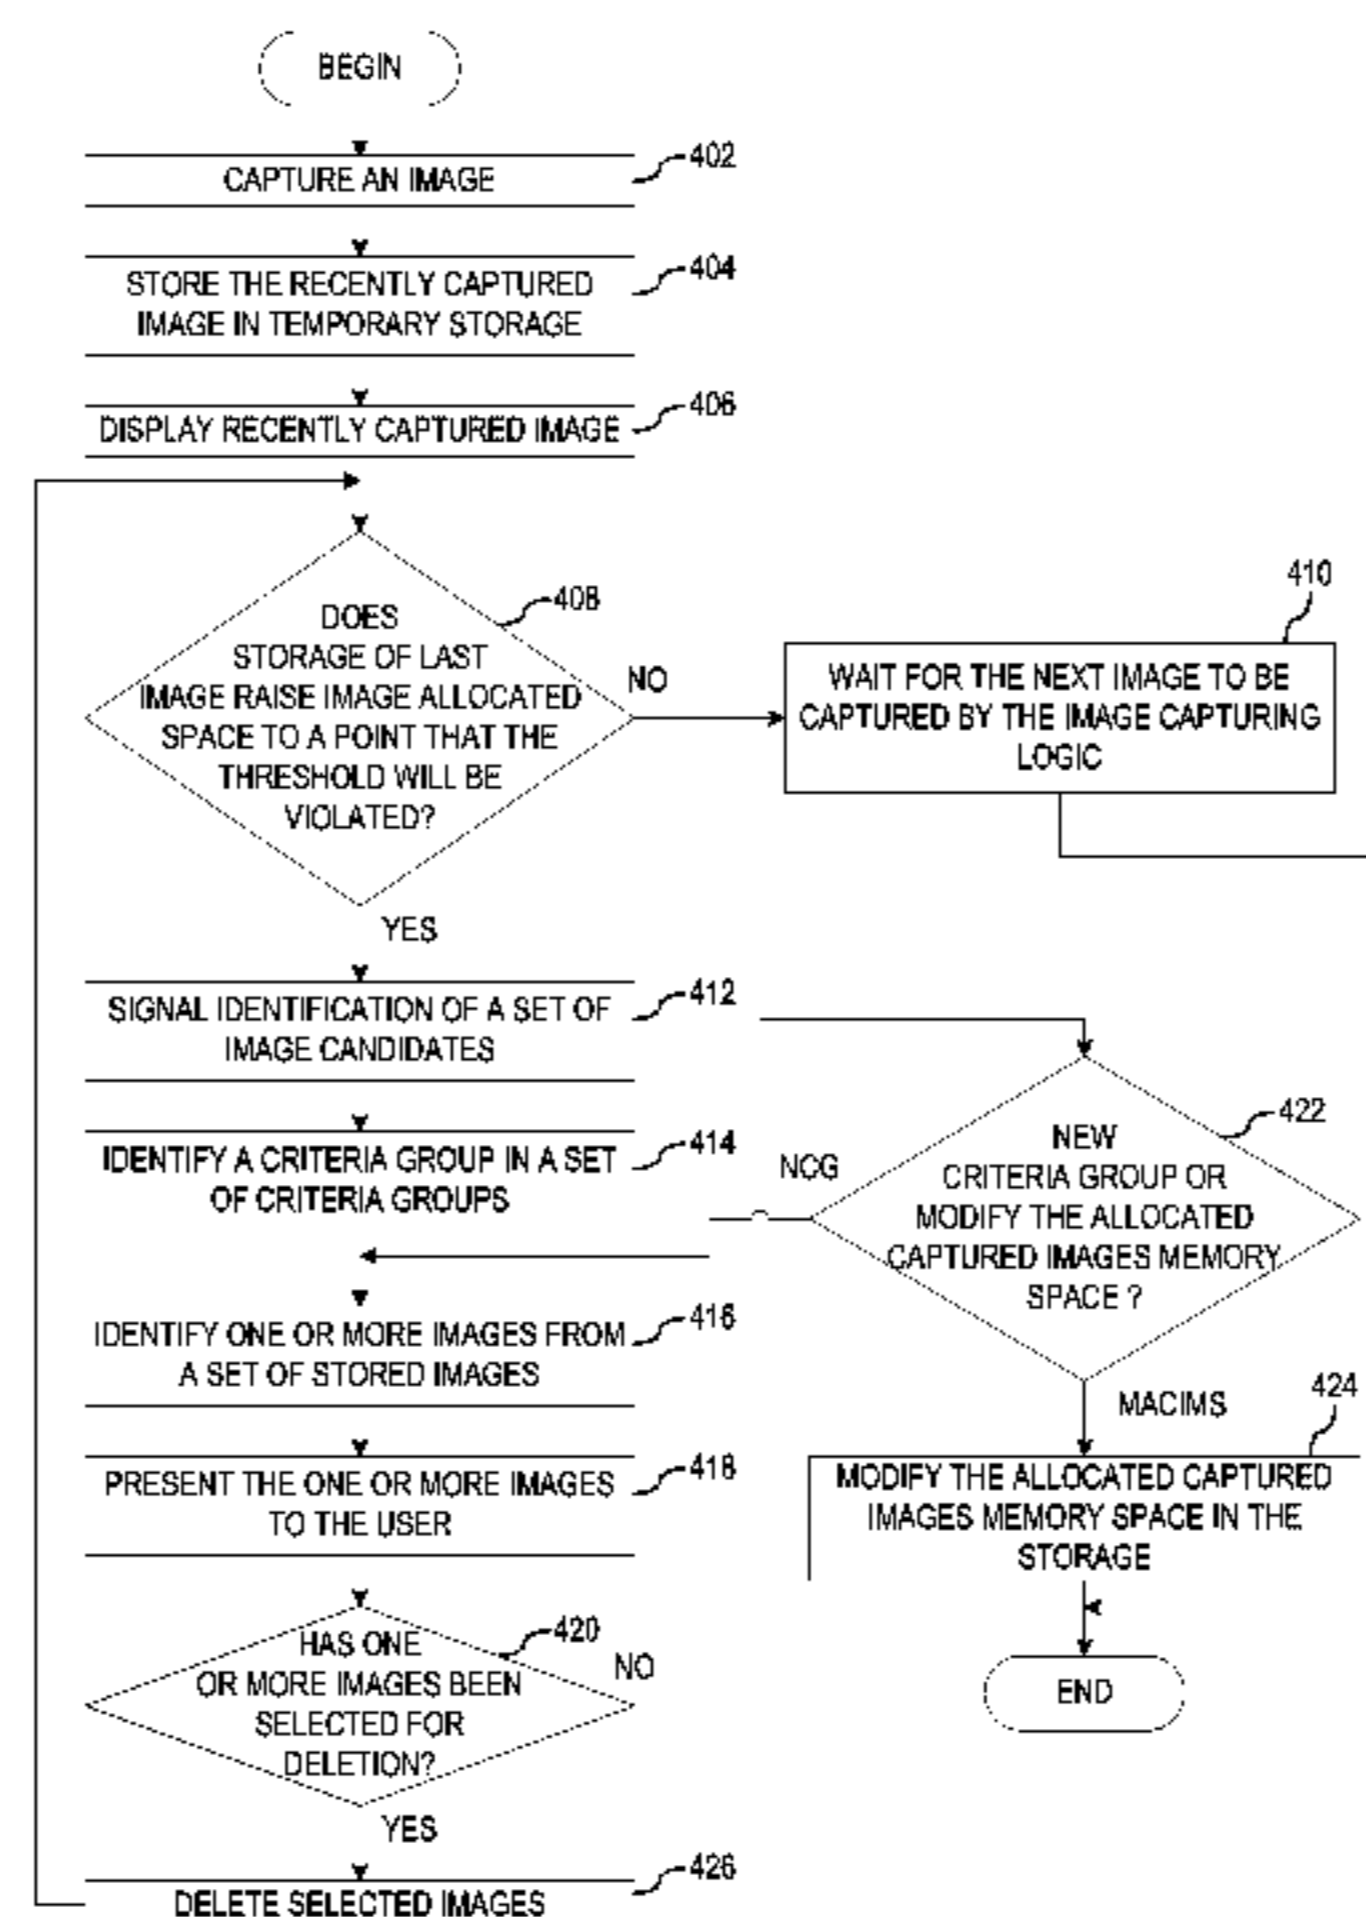 BEGIN
402
CAPTURE AN IMAGE
404
STORE THE RECENTLY CAPTURED
IMAGE IN TEMPORARY STORAGE
406
DISPLAY RECENTLY CAPTURED IMAGE
408
DOES
STORAGE OF LAST
IMAGE RAISE IMAGE ALLOCATED
SPACE TO A POINT THAT THE
THRESHOLD WILL BE
VIOLATED?
NO
YES
410
WAIT FOR THE NEXT IMAGE TO BE
CAPTURED BY THE IMAGE CAPTURING
LOGIC
412
SIGNAL IDENTIFICATION OF A SET OF
IMAGE CANDIDATES
414
IDENTIFY A CRITERIA GROUP IN A SET
OF CRITERIA GROUPS
416
IDENTIFY ONE OR MORE IMAGES FROM
A SET OF STORED IMAGES
418
PRESENT THE ONE OR MORE IMAGES
TO THE USER
420
HAS ONE
OR MORE IMAGES BEEN
SELECTED FOR
DELETION?
NO
YES
422
NEW
CRITERIA GROUP OR
MODIFY THE ALLOCATED
CAPTURED IMAGES MEMORY
SPACE ?
NCG
MACIMS
424
MODIFY THE ALLOCATED CAPTURED
IMAGES MEMORY SPACE IN THE
STORAGE
END
426
DELETE SELECTED IMAGES